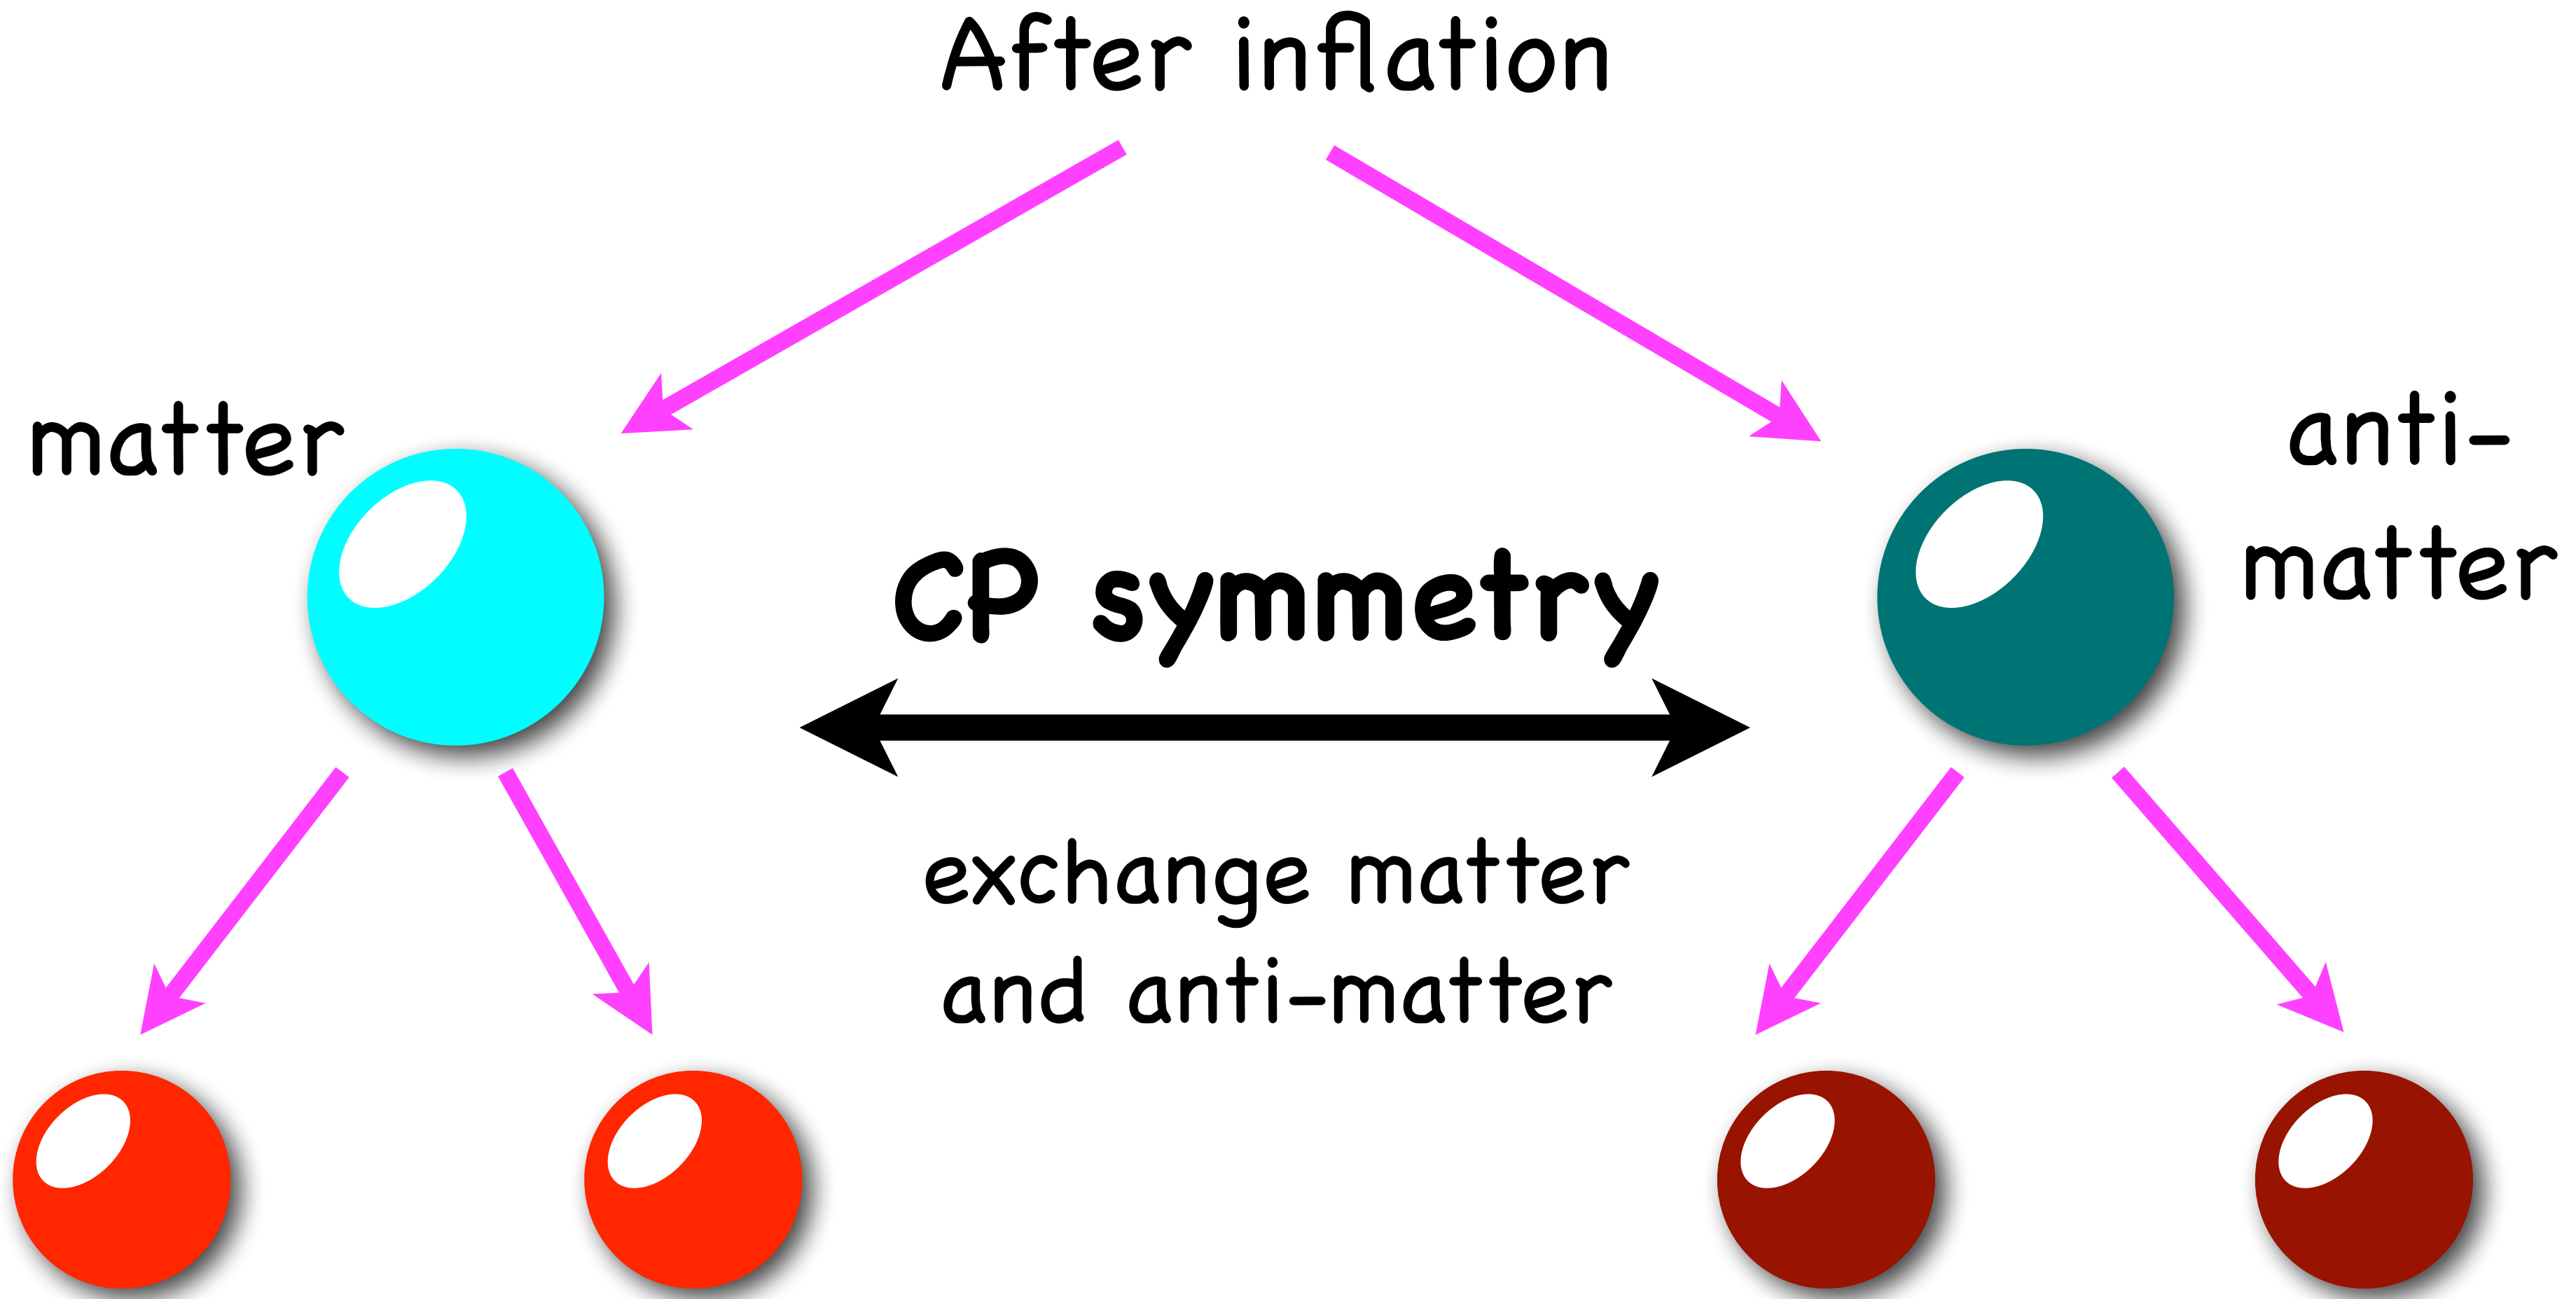 After inflation
matter
anti-
matter
CP symmetry
exchange matter
and anti-matter